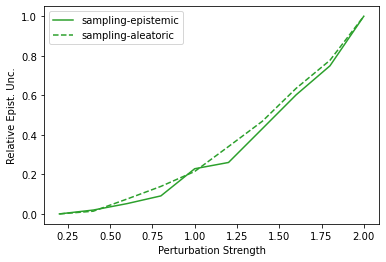 sampling-epistemic
sampling-aleatoric
Relative Epist. Unc.
1.0
0.8
0.6
0.4
0.2
0.0
0.25 0.50 0.75 1.00 1.25 1.50 1.75 2.00
Perturbation Strength